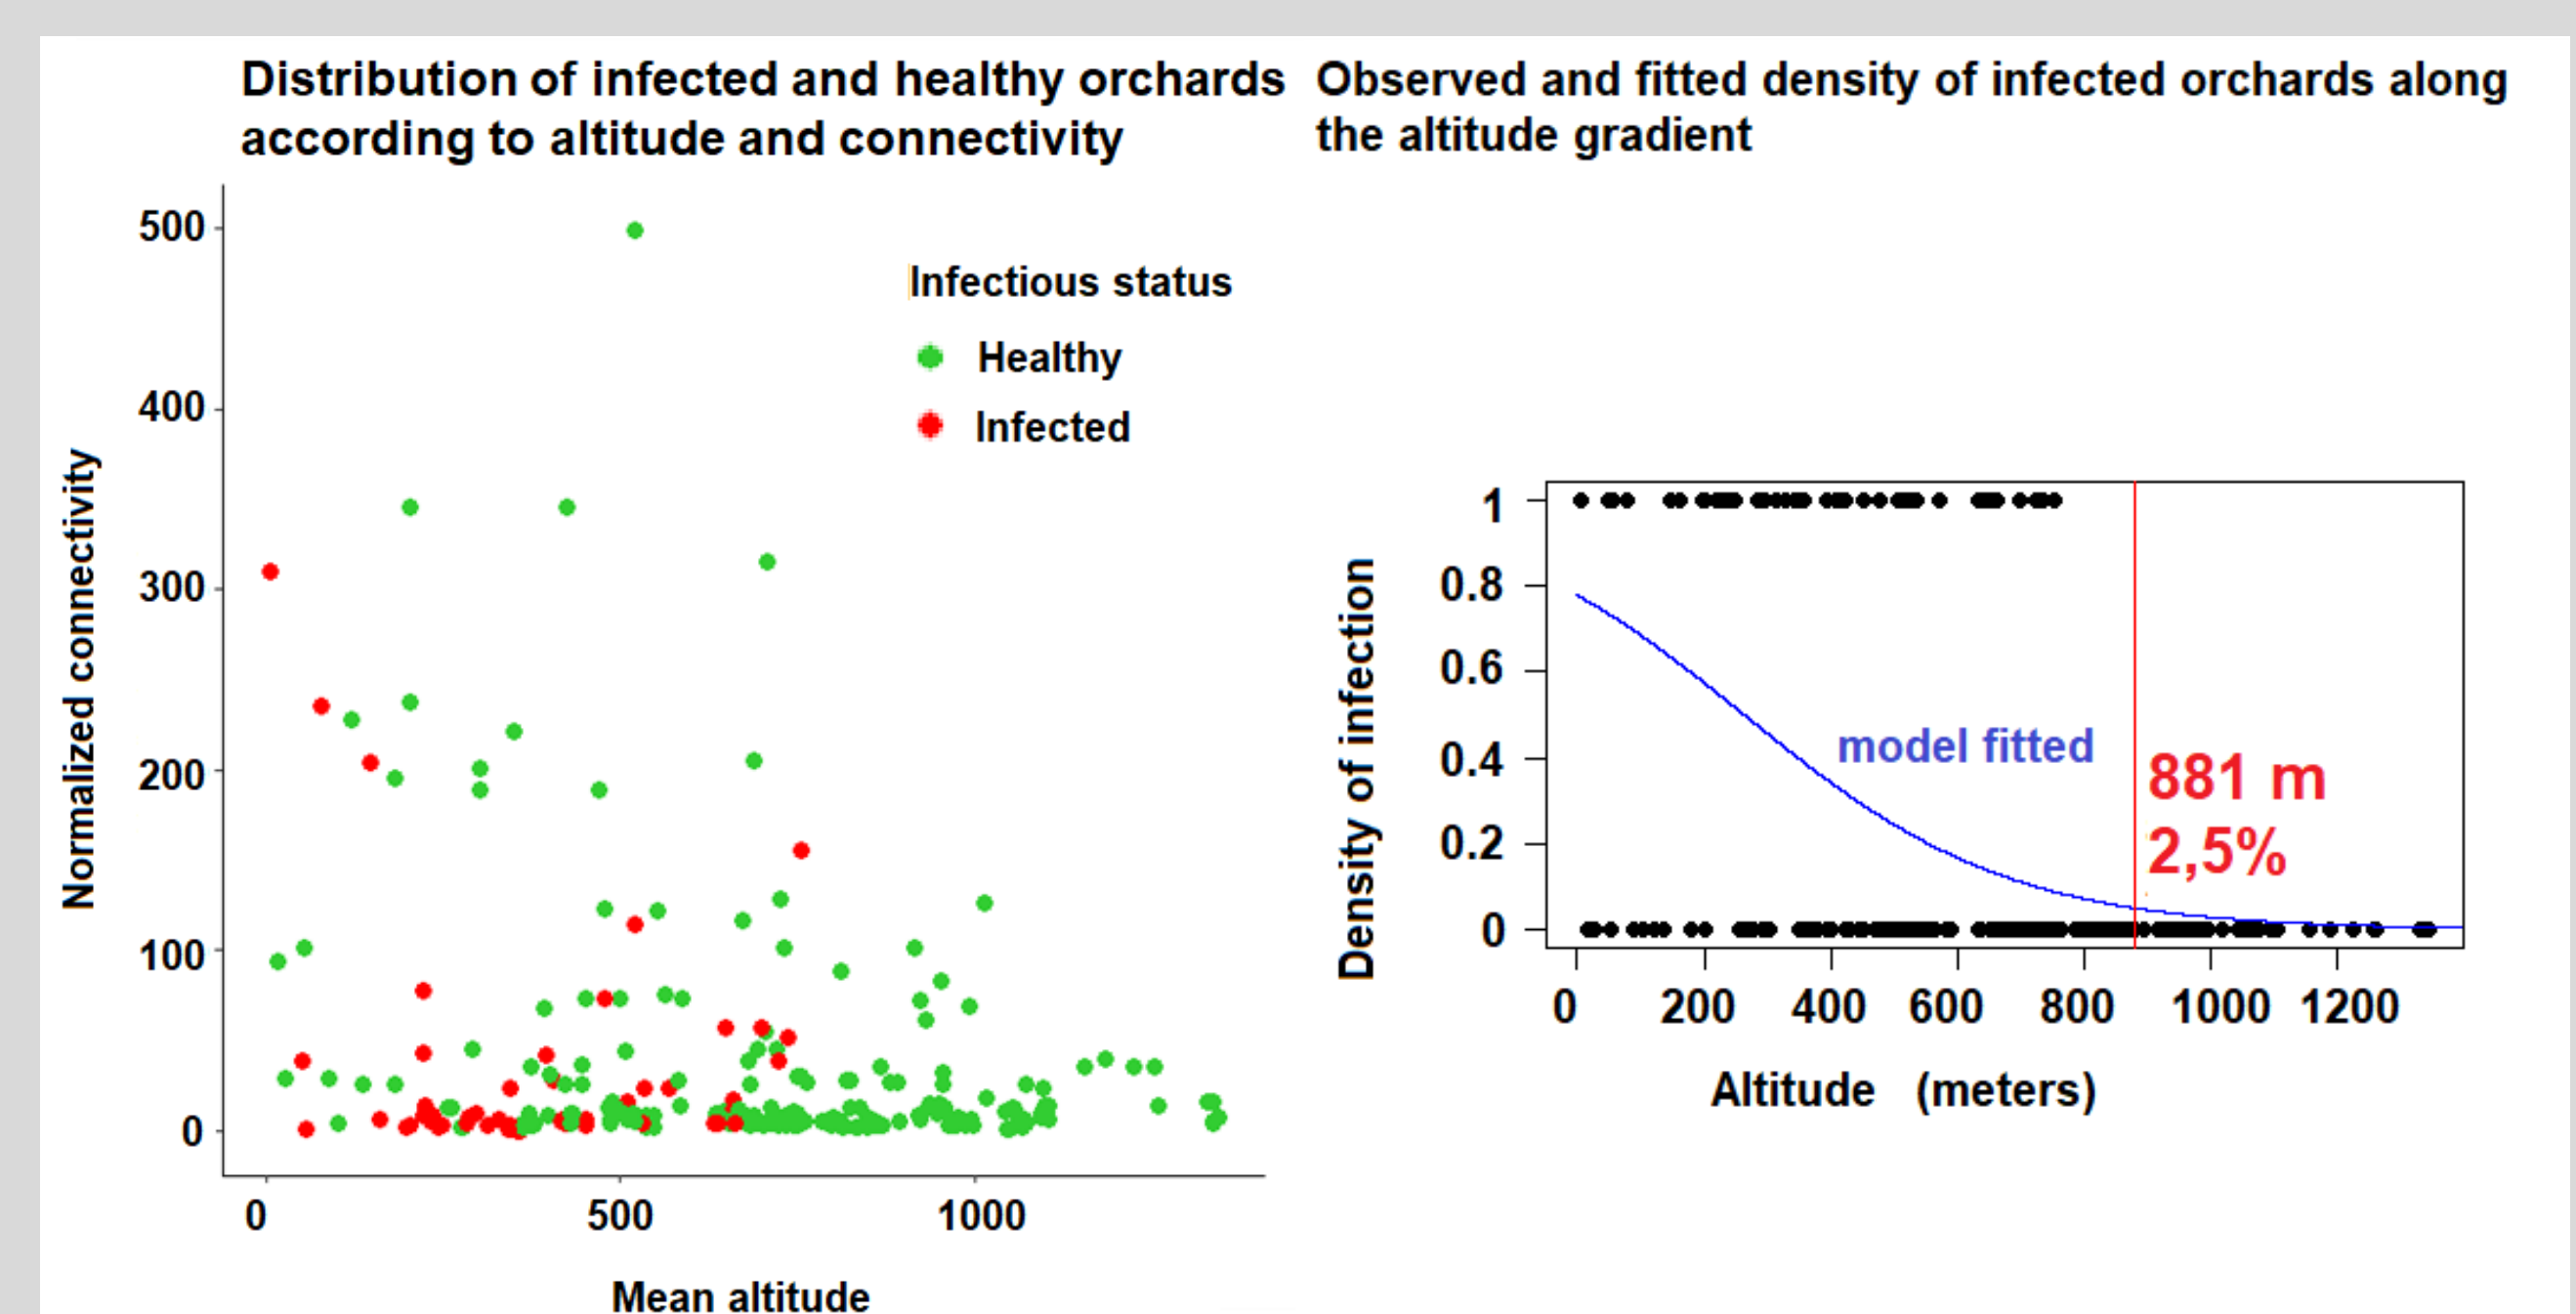 Distribution of infected and healthy orchards
according to altitude and connectivity
500
400
300
200
100
0
Normalized connectivity
Infectious status
Healthy
Infected
0 500 1000
Mean altitude
Observed and fitted density of infected orchards along
the altitude gradient
1
0.8
0.6
0.4
0.2
0
Density of infection
model fitted
881 m
2,5%
0 200 400 600 800 1000 1200
Altitude (meters)